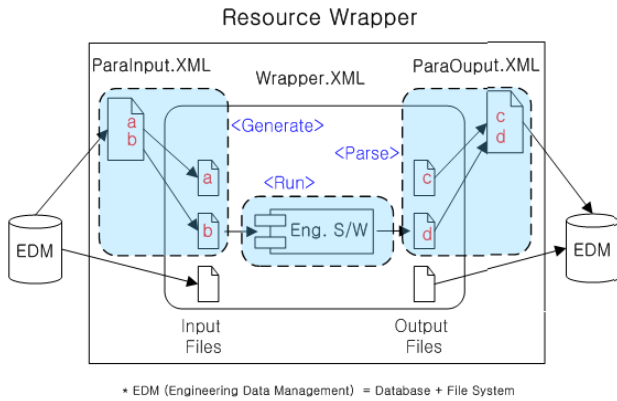 Resource Wrapper
ParaInput.XML
Wrapper.XML
ParaOuput.XML
a
b
<Generate>
<Parse>
c
d
a
<Run>
c
b
Eng. S/W
d
EDM
EDM
Input
Files
Output
Files
* EDM (Engineering Data Management) = Database + File System